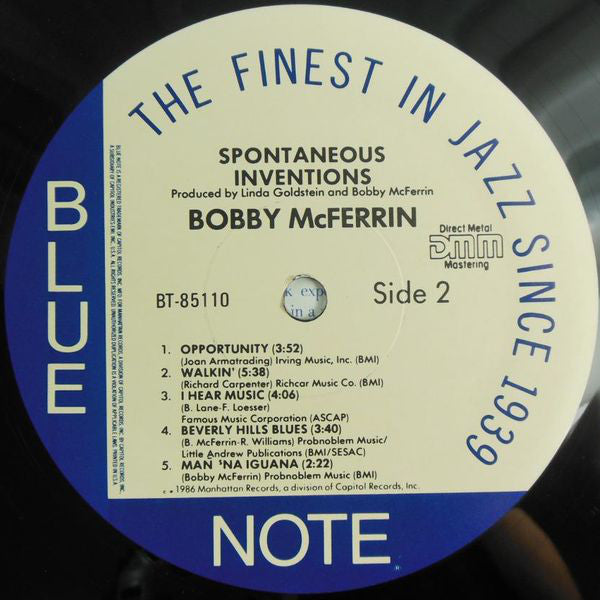 THE FINEST IN JAZZ SINCE 1939
SPONTANEOUS
INVENTIONS
Produced by Linda Goldstein and Bobby McFerrin
BOBBY McFERRIN
Direct Metal
DMM
Mastering
BT-85110
k exp
in a
Side 2
1. OPPORTUNITY (3:52)
(Joan Armatrading) Irving Music, Inc. (BMI)
2. WALKIN' (5:38)
(Richard Carpenter) Richcar Music Co. (BMI)
3. I HEAR MUSIC (4:06)
(B. Lane-F. Loesser)
Famous Music Corporation (ASCAP)
4. BEVERLY HILLS BLUES (3:40)
(B. McFerrin-R. Williams) Probnoblem Music/
Little Andrew Publications (BMI/SESAC)
5. MAN 'NA IGUANA (2:22)
(Bobby McFerrin) Probnoblem Music (BMI)
1986 Manhattan Records, a division of Capitol Records, Inc.
BLUE
NOTE
®